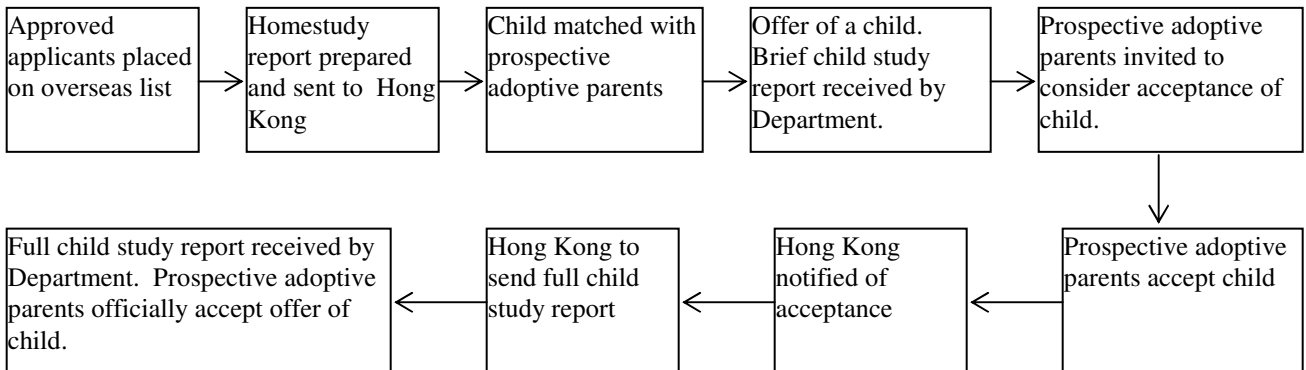 Approved
applicants placed
on overseas list
Homestudy
report prepared
and sent to  Hong
Kong
Child matched with
prospective
adoptive parents
Offer of a child.
Brief child study
report received by
Department.
Prospective adoptive
parents invited to
consider acceptance of
child.
Prospective adoptive
parents accept child
Hong Kong
notified of
acceptance
Hong Kong to
send full child
study report
Full child study report received by
Department.  Prospective adoptive
parents officially accept offer of
child.